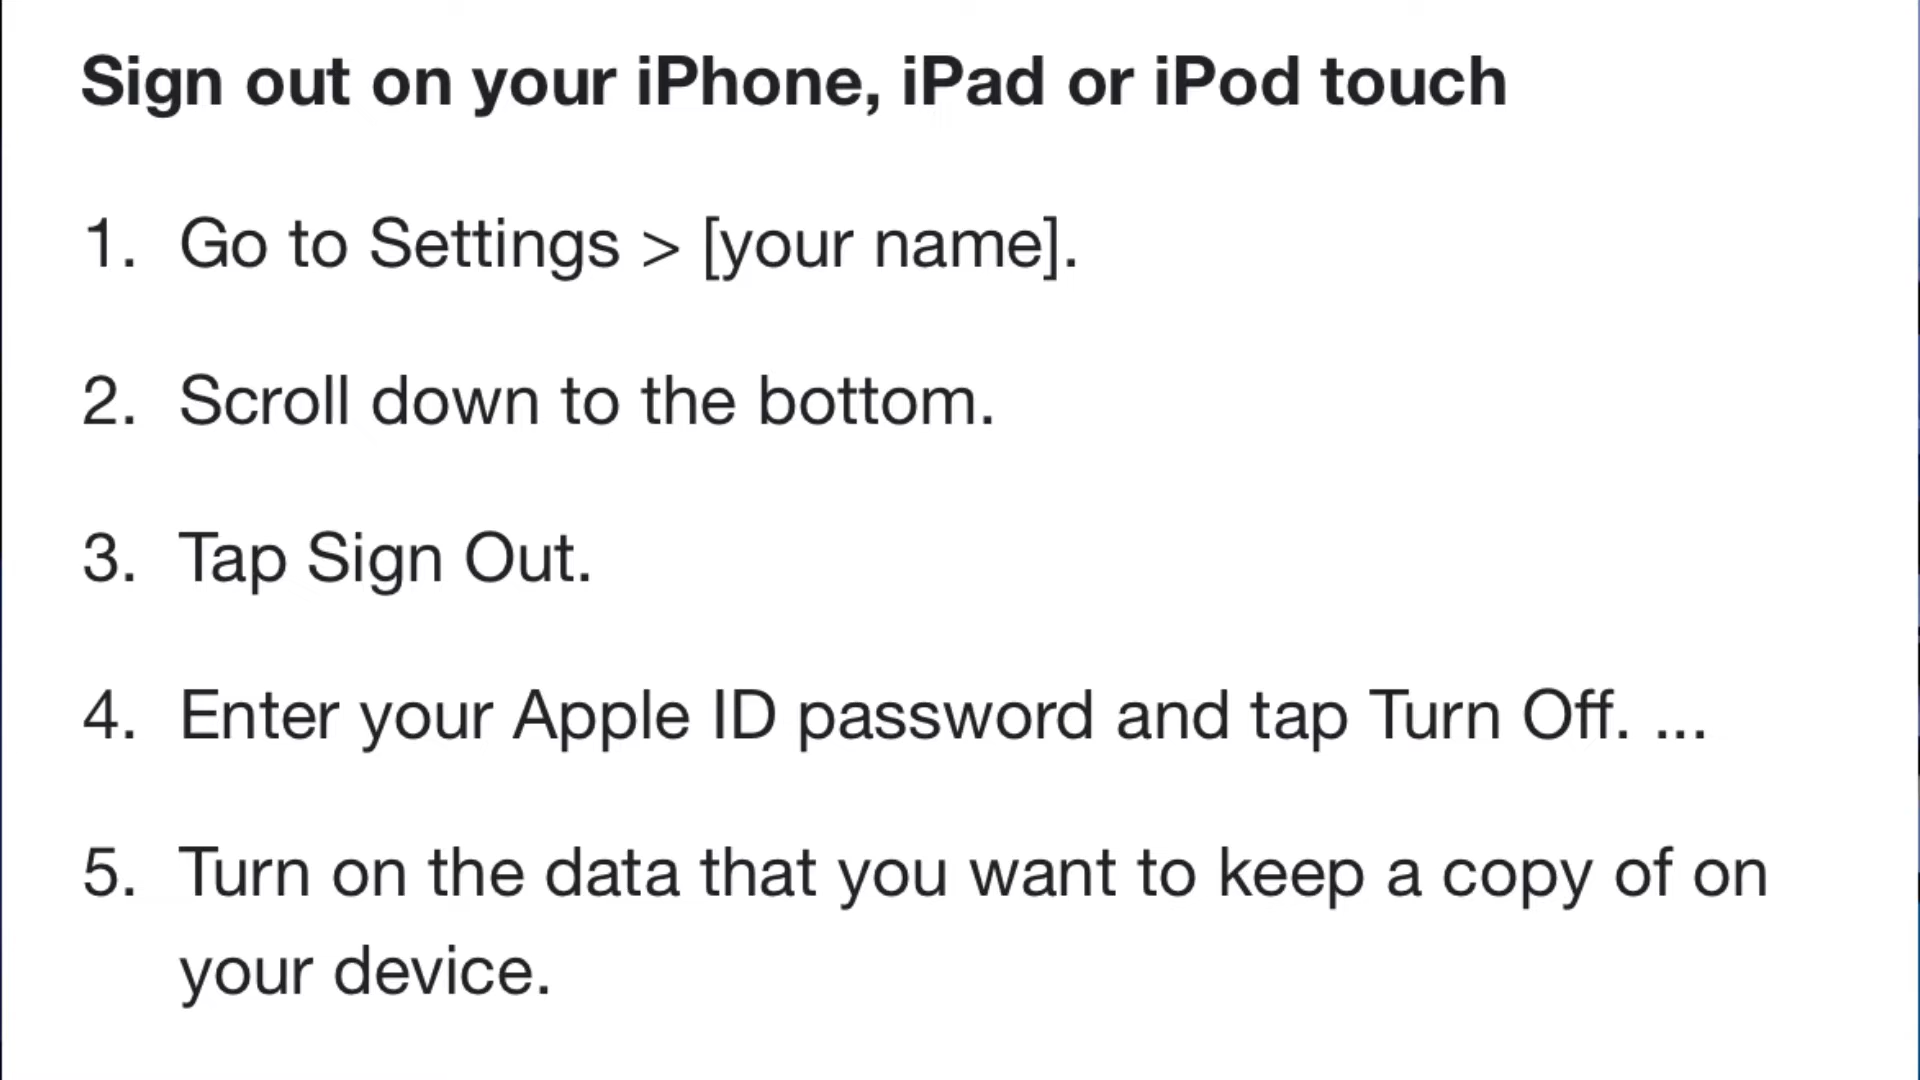 Sign out on your iPhone, iPad or iPod touch
1. Go to Settings > [your name].
2. Scroll down to the bottom.
3. Tap Sign Out.
4. Enter your Apple ID password and tap Turn Off. ...
5. Turn on the data that you want to keep a copy of on
your device.